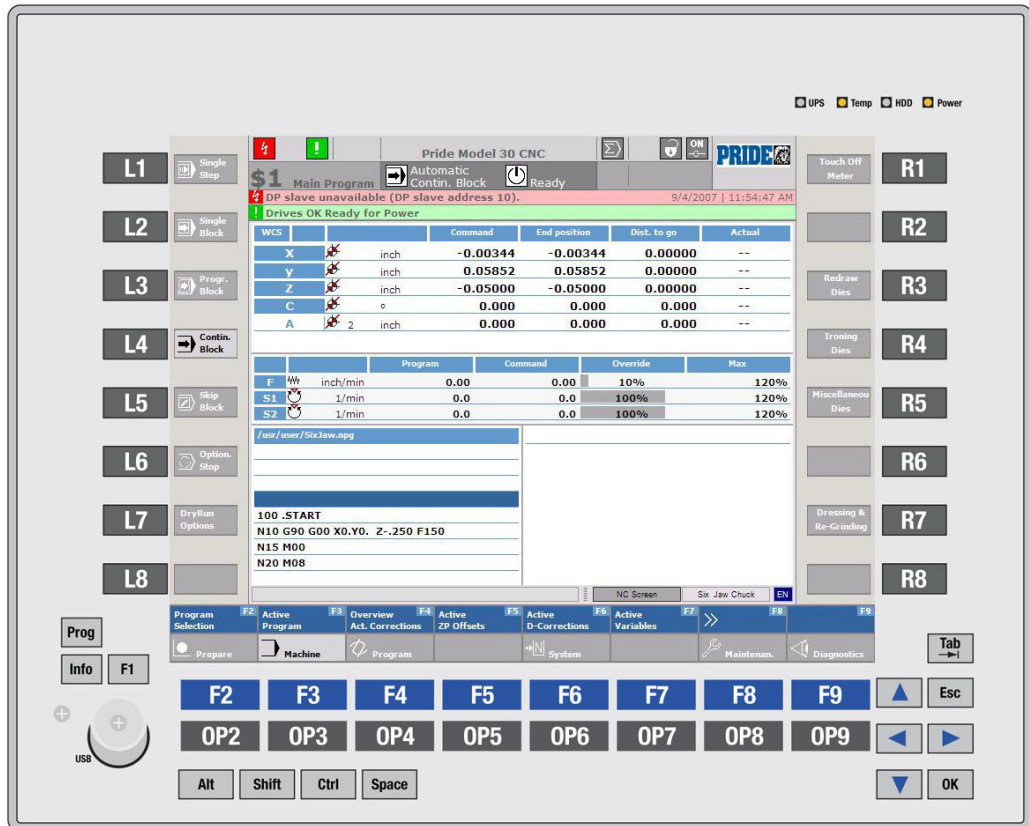 UPS Temp HDD Power
L1
L2
L3
L4
L5
L6
L7
L8
Single Step
Single Block
Progr. Block
Contin. Block
Skip Block
Option. Stop
DryRun Options
Pride Model 30 CNC
ON
PRIDE
$1 Main Program
Automatic
Contin. Block
Ready
DP slave unavailable (DP slave address 10). 9/4/2007 | 11:54:47 AM
! Drives OK Ready for Power
WCS Command End position Dist. to go Actual
X inch -0.00344 -0.00344 0.00000 --
y inch 0.05852 0.05852 0.00000 --
Z inch -0.05000 -0.05000 0.00000 --
C ° 0.000 0.000 0.000 --
A 2 inch 0.000 0.000 0.000 --
Program Command Override Max
F inch/min 0.00 0.00 10% 120%
S1 1/min 0.0 0.0 100% 120%
S2 1/min 0.0 0.0 100% 120%
/usr/user/SixJaw.npg
100 .START
N10 G90 G00 X0.Y0. Z-.250 F150
N15 M00
N20 M08
NC Screen Six Jaw Chuck EN
Touch Off Meter
Redraw Dies
Ironing Dies
Miscellaneou Dies
Dressing & Re-Grinding
R1
R2
R3
R4
R5
R6
R7
R8
Program Selection F2 Active Program F3 Overview Act. Corrections F4 Active ZP Offsets F5 Active D-Corrections F6 Active Variables F7 >> F8 F9
Prepare Machine Program N System Maintenan. Diagnostics
Prog
Info F1
USB
F2 F3 F4 F5 F6 F7 F8 F9
OP2 OP3 OP4 OP5 OP6 OP7 OP8 OP9
Alt Shift Ctrl Space
Tab
Esc
OK